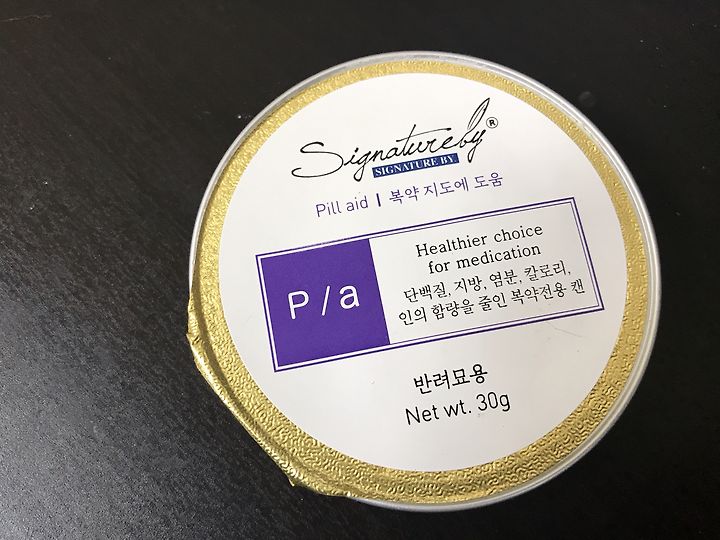 Signatureby®
SIGNATURE BY.
Pill aid | 복약 지도에 도움
P/a
Healthier choice
for medication
단백질, 지방, 염분, 칼로리,
인의 함량을 줄인 복약전용 캔
반려묘용
Net wt. 30g